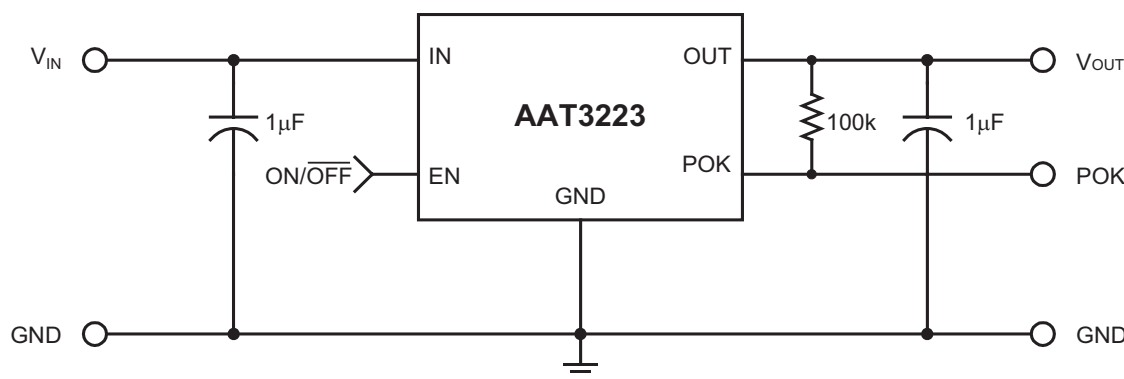 VIN
IN
OUT
VOUT
AAT3223
1μF
100k
1μF
ON/OFF
EN
POK
POK
GND
GND
GND